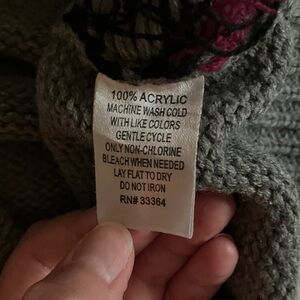 100% ACRYLIC
MACHINE WASH COLD
WITH LIKE COLORS
GENTLE CYCLE
ONLY NON-CHLORINE
BLEACH WHEN NEEDED
LAY FLAT TO DRY
DO NOT IRON
RN# 33364